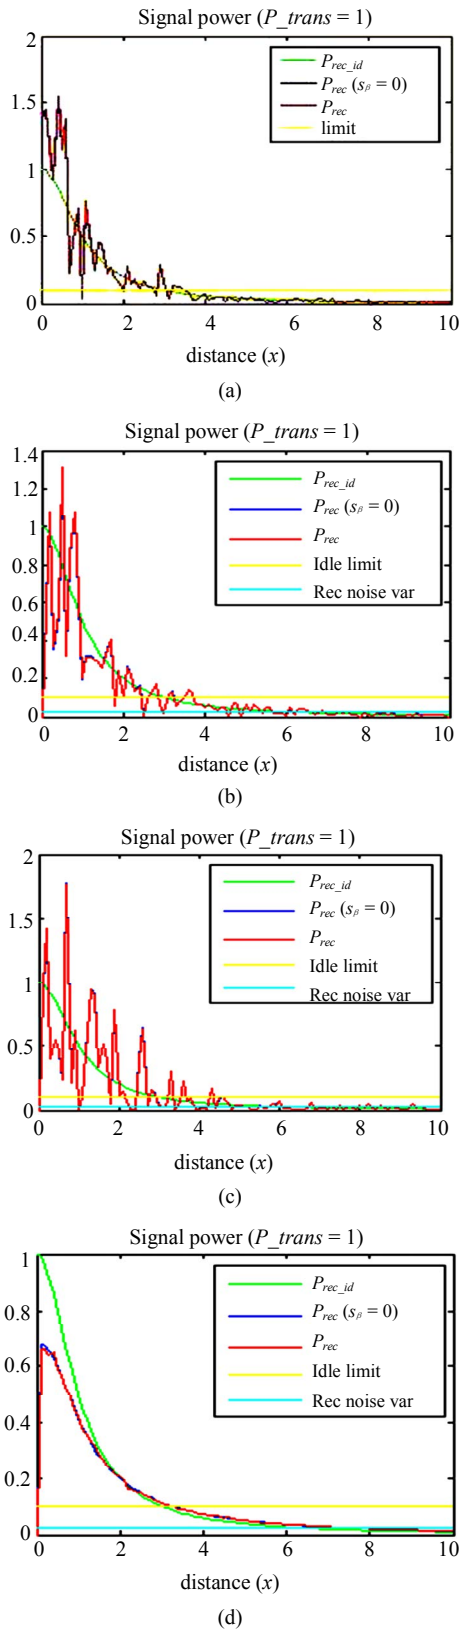 Signal power (P_trans = 1)
2
1.5
1
0.5
0
P_rec_id
P_rec (s_β = 0)
P_rec
limit
0 2 4 6 8 10
distance (x)
(a)
Signal power (P_trans = 1)
1.4
1.2
1
0.8
0.6
0.4
0.2
0
P_rec_id
P_rec (s_β = 0)
P_rec
Idle limit
Rec noise var
0 2 4 6 8 10
distance (x)
(b)
Signal power (P_trans = 1)
2
1.5
1
0.5
0
P_rec_id
P_rec (s_β = 0)
P_rec
Idle limit
Rec noise var
0 2 4 6 8 10
distance (x)
(c)
Signal power (P_trans = 1)
1
0.8
0.6
0.4
0.2
0
P_rec_id
P_rec (s_β = 0)
P_rec
Idle limit
Rec noise var
0 2 4 6 8 10
distance (x)
(d)